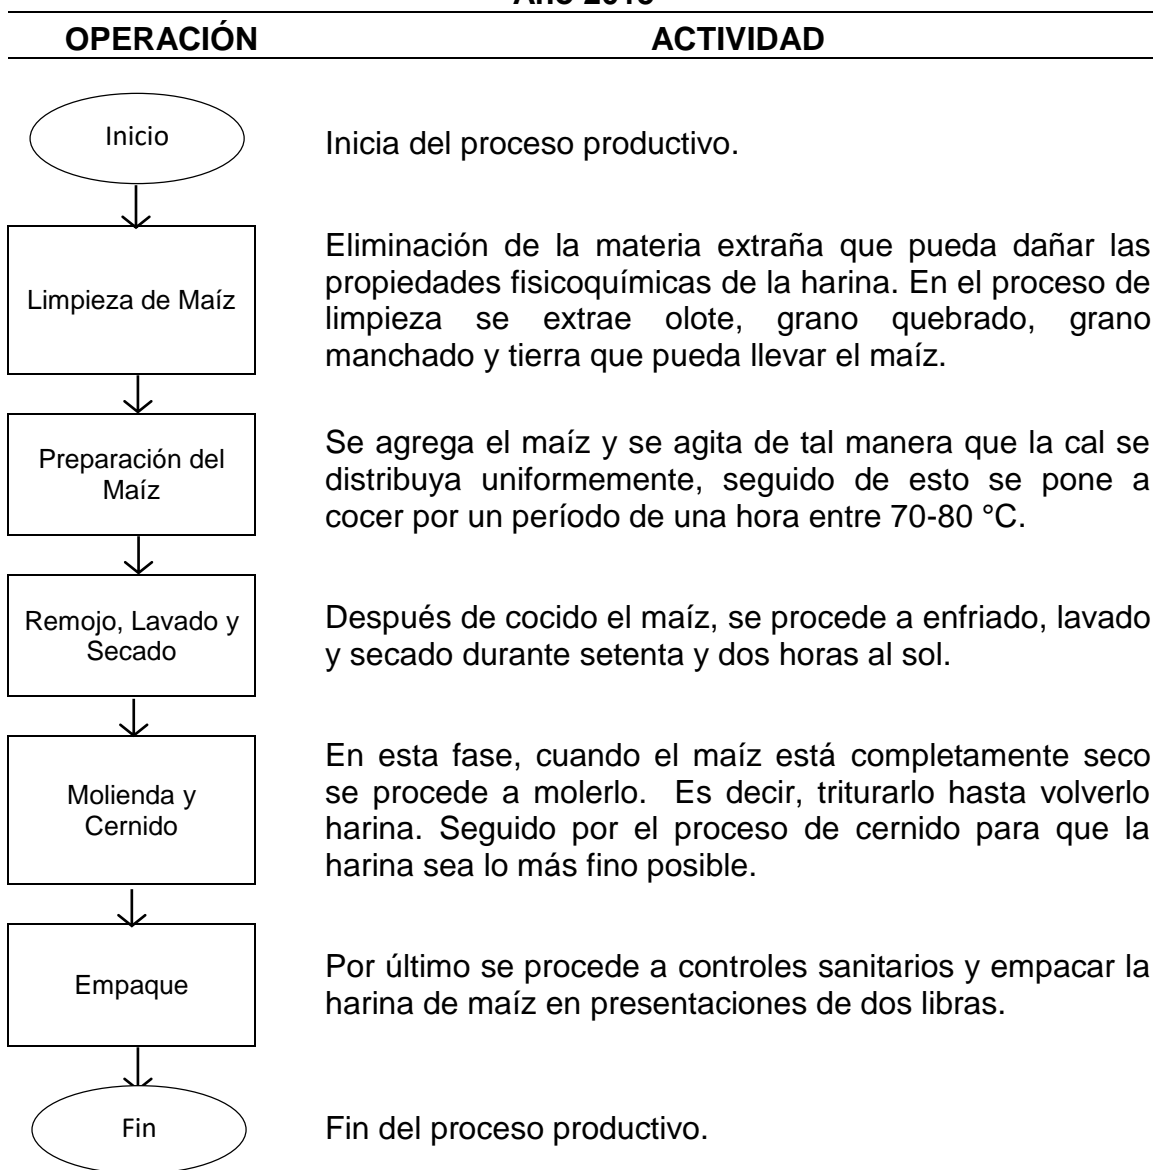 OPERACIÓN ACTIVIDAD
Inicio
Inicia del proceso productivo.
Limpieza de Maíz
Eliminación de la materia extraña que pueda dañar las
propiedades fisicoquímicas de la harina. En el proceso de
limpieza se extrae olote, grano quebrado, grano
manchado y tierra que pueda llevar el maíz.
Preparación del
Maíz
Se agrega el maíz y se agita de tal manera que la cal se
distribuya uniformemente, seguido de esto se pone a
cocer por un período de una hora entre 70-80 °C.
Remojo, Lavado y
Secado
Después de cocido el maíz, se procede a enfriado, lavado
y secado durante setenta y dos horas al sol.
Molienda y
Cernido
En esta fase, cuando el maíz está completamente seco
se procede a molerlo. Es decir, triturarlo hasta volverlo
harina. Seguido por el proceso de cernido para que la
harina sea lo más fino posible.
Empaque
Por último se procede a controles sanitarios y empacar la
harina de maíz en presentaciones de dos libras.
Fin
Fin del proceso productivo.